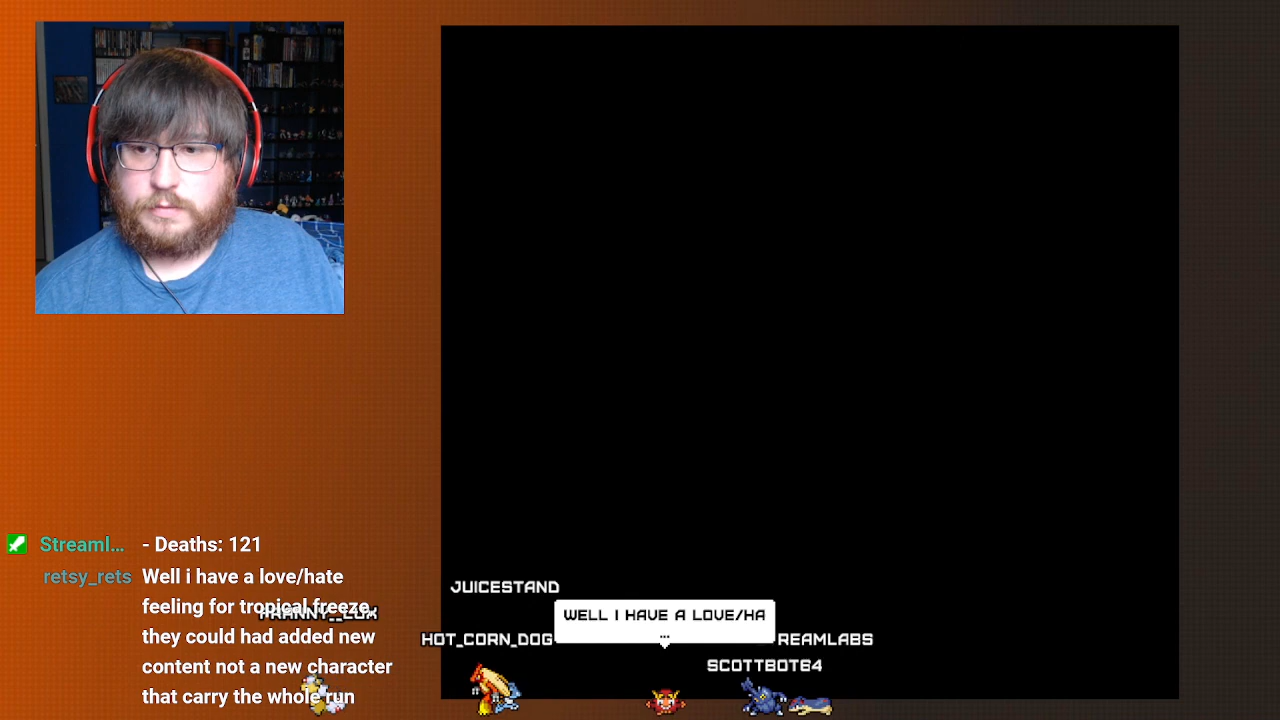 Streaml... - Deaths: 121
retsy_rets Well i have a love/hate
feeling for tropical freeze,
they could had added new
content not a new character
that carry the whole run
JUICESTAND
WELL I HAVE A LOVE/HA
...
HOT_CORN_DOG
REAMLABS
SCOTTBOT64